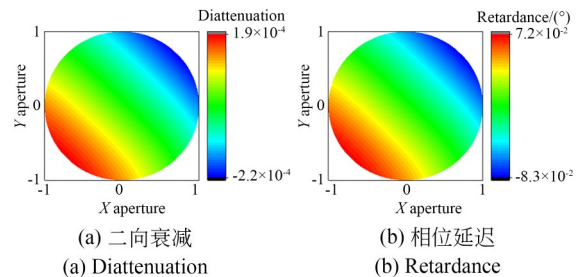 Diattenuation
1.9×10⁻⁴
-2.2×10⁻⁴
1
0
-1
Y aperture
-1 0 1
X aperture
(a) 二向衰减
(a) Diattenuation
Retardance/(°)
7.2×10⁻²
-8.3×10⁻²
1
0
-1
Y aperture
-1 0 1
X aperture
(b) 相位延迟
(b) Retardance